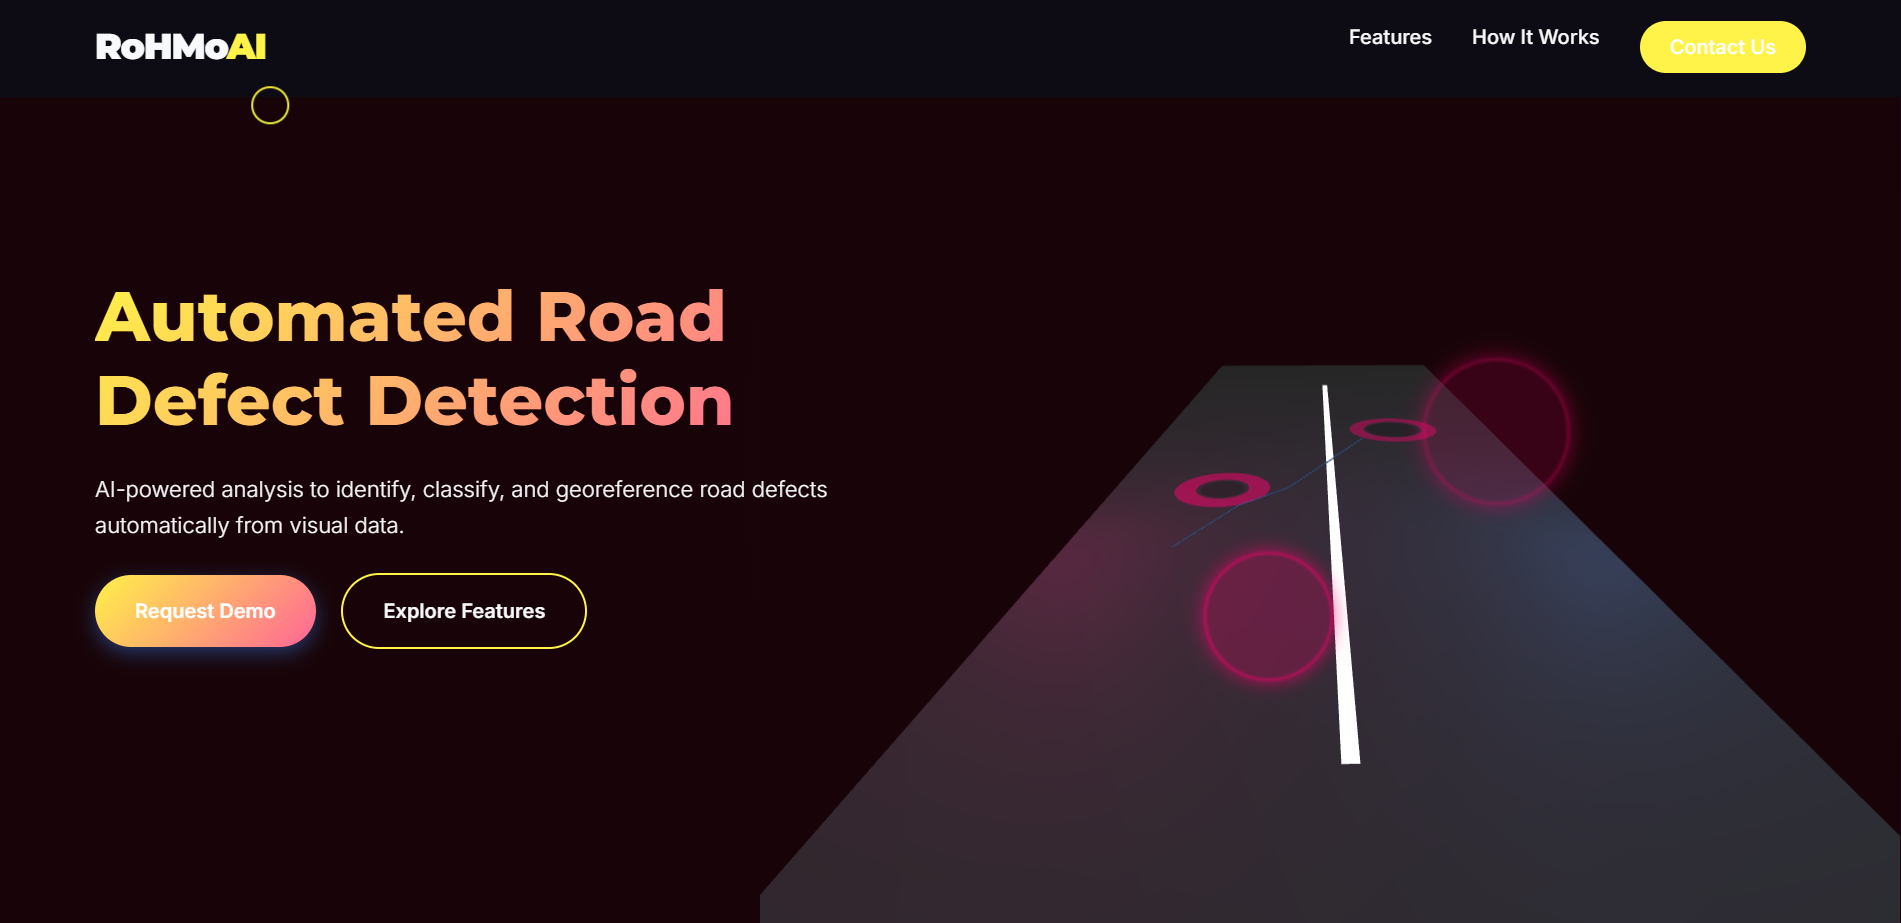 RoHMoAI
Features
How It Works
Contact Us
Automated Road
Defect Detection
AI-powered analysis to identify, classify, and georeference road defects
automatically from visual data.
Request Demo
Explore Features